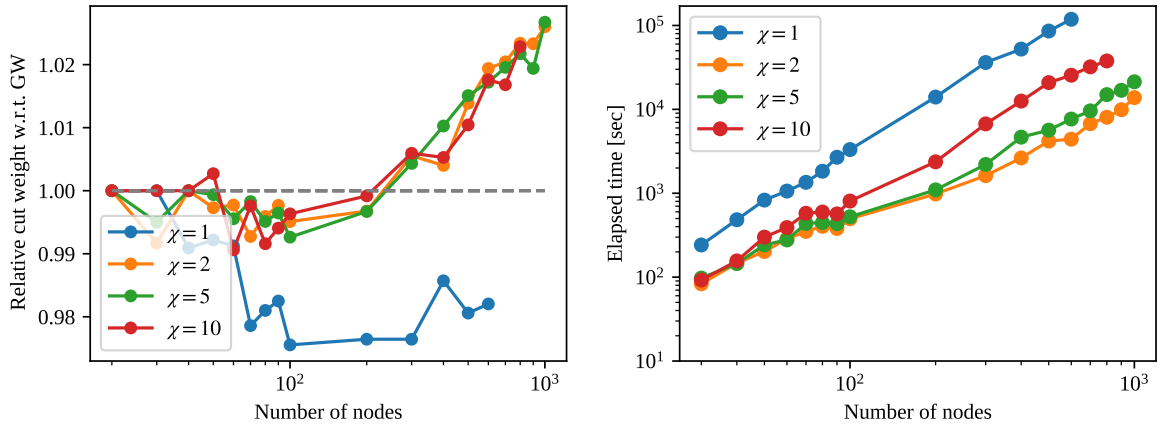 Relative cut weight w.r.t. GW
1.02
1.01
1.00
0.99
0.98
χ = 1
χ = 2
χ = 5
χ = 10
10²
10³
Number of nodes
Elapsed time [sec]
10⁵
10⁴
10³
10²
10¹
χ = 1
χ = 2
χ = 5
χ = 10
10²
10³
Number of nodes